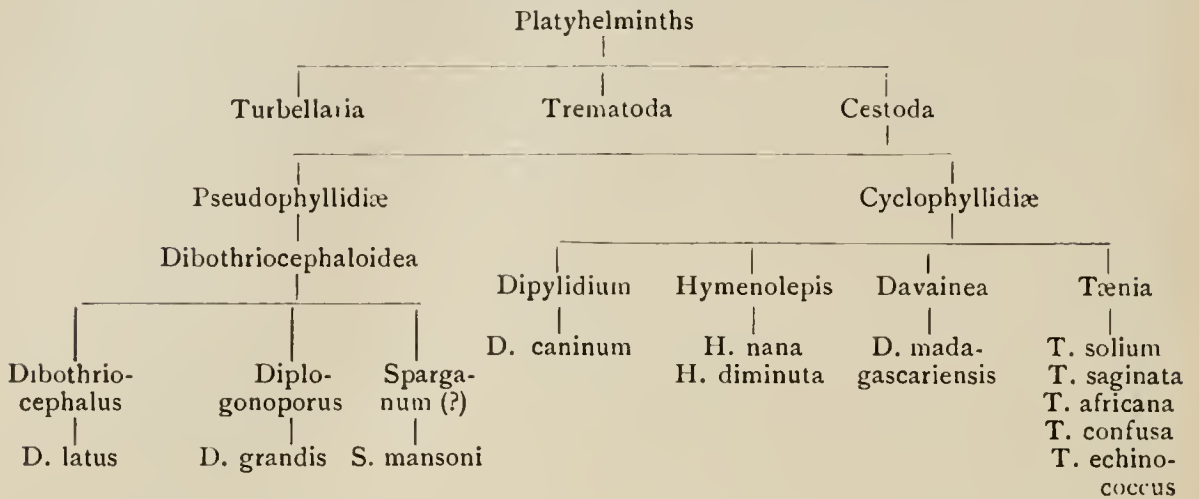 Platyhelminths
Turbellaria Trematoda Cestoda
Pseudophyllidiæ Cyclophyllidiæ
Dibothriocephaloidea
Dipylidium Hymenolepis Davainea Tænia
D. caninum H. nana D. mada- T. solium
Dibothrio- Diplo- Sparga- H. diminuta gascariensis T. saginata
cephalus gonoporus num (?) T. africana
T. confusa
D. latus D. grandis S. mansoni T. echino-
coccus